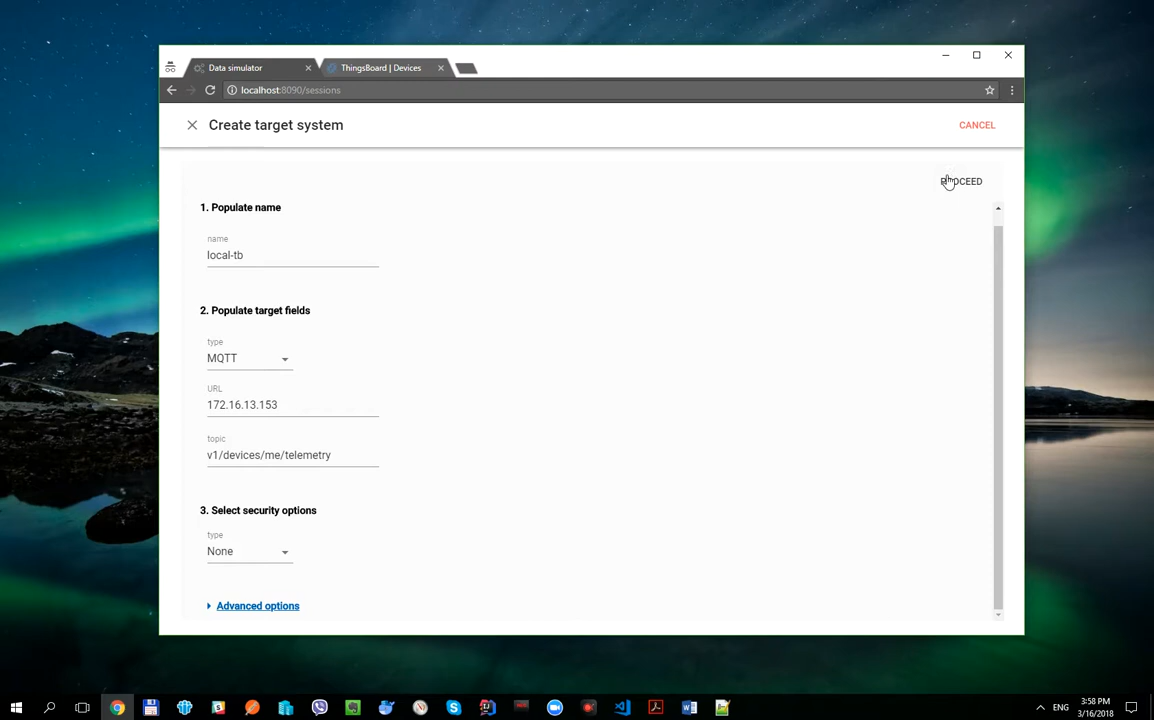 Data simulator
ThingsBoard | Devices
localhost:8090/sessions
Create target system
CANCEL
PROCEED
1. Populate name
name
local-tb
2. Populate target fields
type
MQTT
URL
172.16.13.153
topic
v1/devices/me/telemetry
3. Select security options
type
None
Advanced options
ENG
3:58 PM
3/16/2018